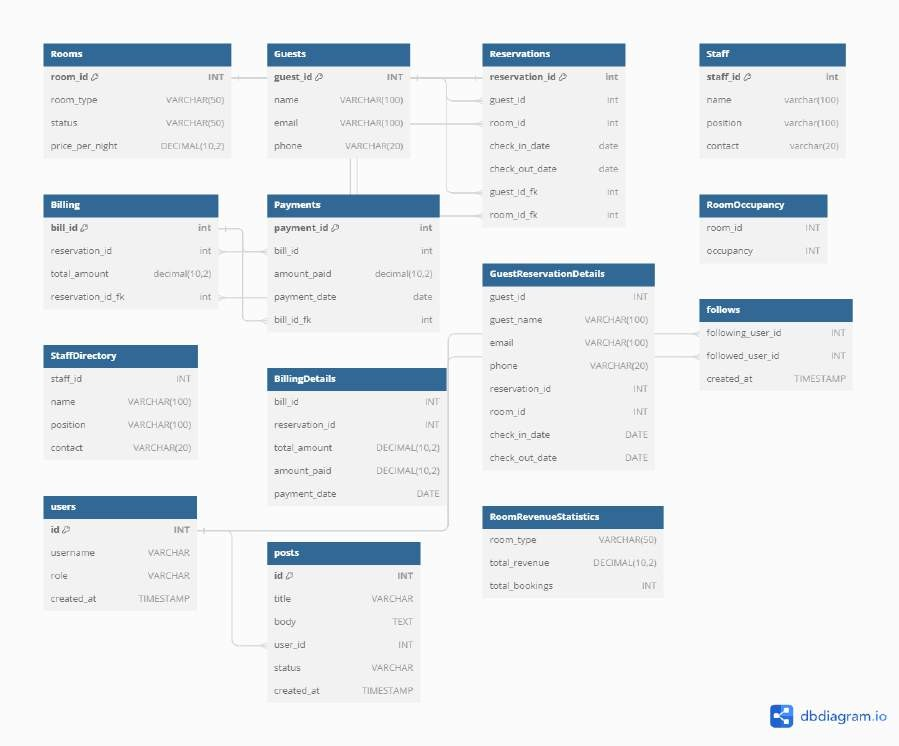 Rooms
room_id INT
room_type VARCHAR(50)
status VARCHAR(50)
price_per_night DECIMAL(10,2)
Guests
guest_id INT
name VARCHAR(100)
email VARCHAR(100)
phone VARCHAR(20)
Reservations
reservation_id int
guest_id int
room_id int
check_in_date date
check_out_date date
guest_id_fk int
room_id_fk int
Staff
staff_id int
name varchar(100)
position varchar(100)
contact varchar(20)
Billing
bill_id int
reservation_id int
total_amount decimal(10,2)
reservation_id_fk int
Payments
payment_id int
bill_id int
amount_paid decimal(10,2)
payment_date date
bill_id_fk int
RoomOccupancy
room_id INT
occupancy INT
GuestReservationDetails
guest_id INT
guest_name VARCHAR(100)
email VARCHAR(100)
phone VARCHAR(20)
reservation_id INT
room_id INT
check_in_date DATE
check_out_date DATE
follows
following_user_id INT
followed_user_id INT
created_at TIMESTAMP
StaffDirectory
staff_id INT
name VARCHAR(100)
position VARCHAR(100)
contact VARCHAR(20)
BillingDetails
bill_id INT
reservation_id INT
total_amount DECIMAL(10,2)
amount_paid DECIMAL(10,2)
payment_date DATE
users
id INT
username VARCHAR
role VARCHAR
created_at TIMESTAMP
posts
id INT
title VARCHAR
body TEXT
user_id INT
status VARCHAR
created_at TIMESTAMP
RoomRevenueStatistics
room_type VARCHAR(50)
total_revenue DECIMAL(10,2)
total_bookings INT
dbdiagram.io